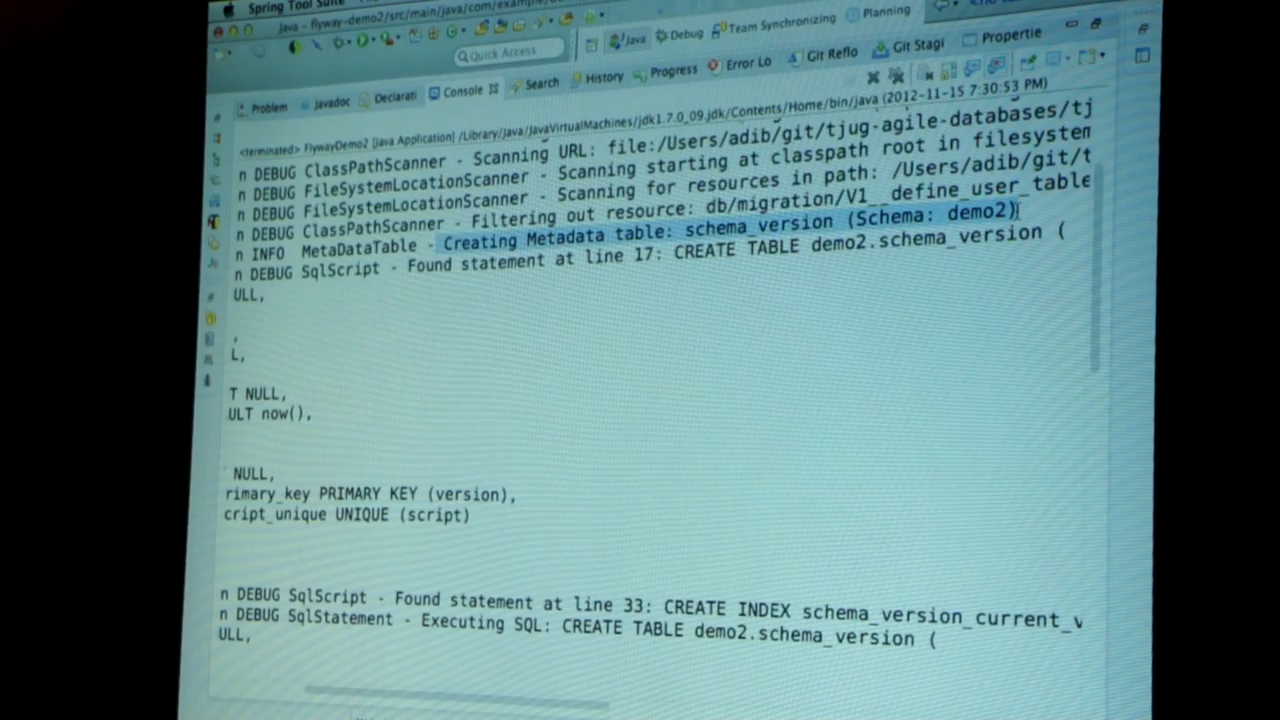 Spring Tool Suite
Java - flyway-demo2/src/main/java/com/example/
Quick Access
Java Debug Team Synchronizing Planning
Problem Javadoc Declarati Console Search History Progress Error Lo Git Reflo Git Stagi Propertie
<terminated> FlywayDemo2 [Java Application] /Library/Java/JavaVirtualMachines/jdk1.7.0_09.jdk/Contents/Home/bin/java (2012-11-15 7:30:53 PM)
n DEBUG ClassPathScanner - Scanning URL: file:/Users/adib/git/tjug-agile-databases/tj
n DEBUG FileSystemLocationScanner - Scanning starting at classpath root in filesystem
n DEBUG FileSystemLocationScanner - Scanning for resources in path: /Users/adib/git/t
n DEBUG ClassPathScanner - Filtering out resource: db/migration/V1__define_user_table
n INFO MetaDataTable - Creating Metadata table: schema_version (Schema: demo2)
n DEBUG SqlScript - Found statement at line 17: CREATE TABLE demo2.schema_version (
ULL,
,
L,
T NULL,
ULT now(),
NULL,
rimary_key PRIMARY KEY (version),
cript_unique UNIQUE (script)
n DEBUG SqlScript - Found statement at line 33: CREATE INDEX schema_version_current_v
n DEBUG SqlStatement - Executing SQL: CREATE TABLE demo2.schema_version (
ULL,